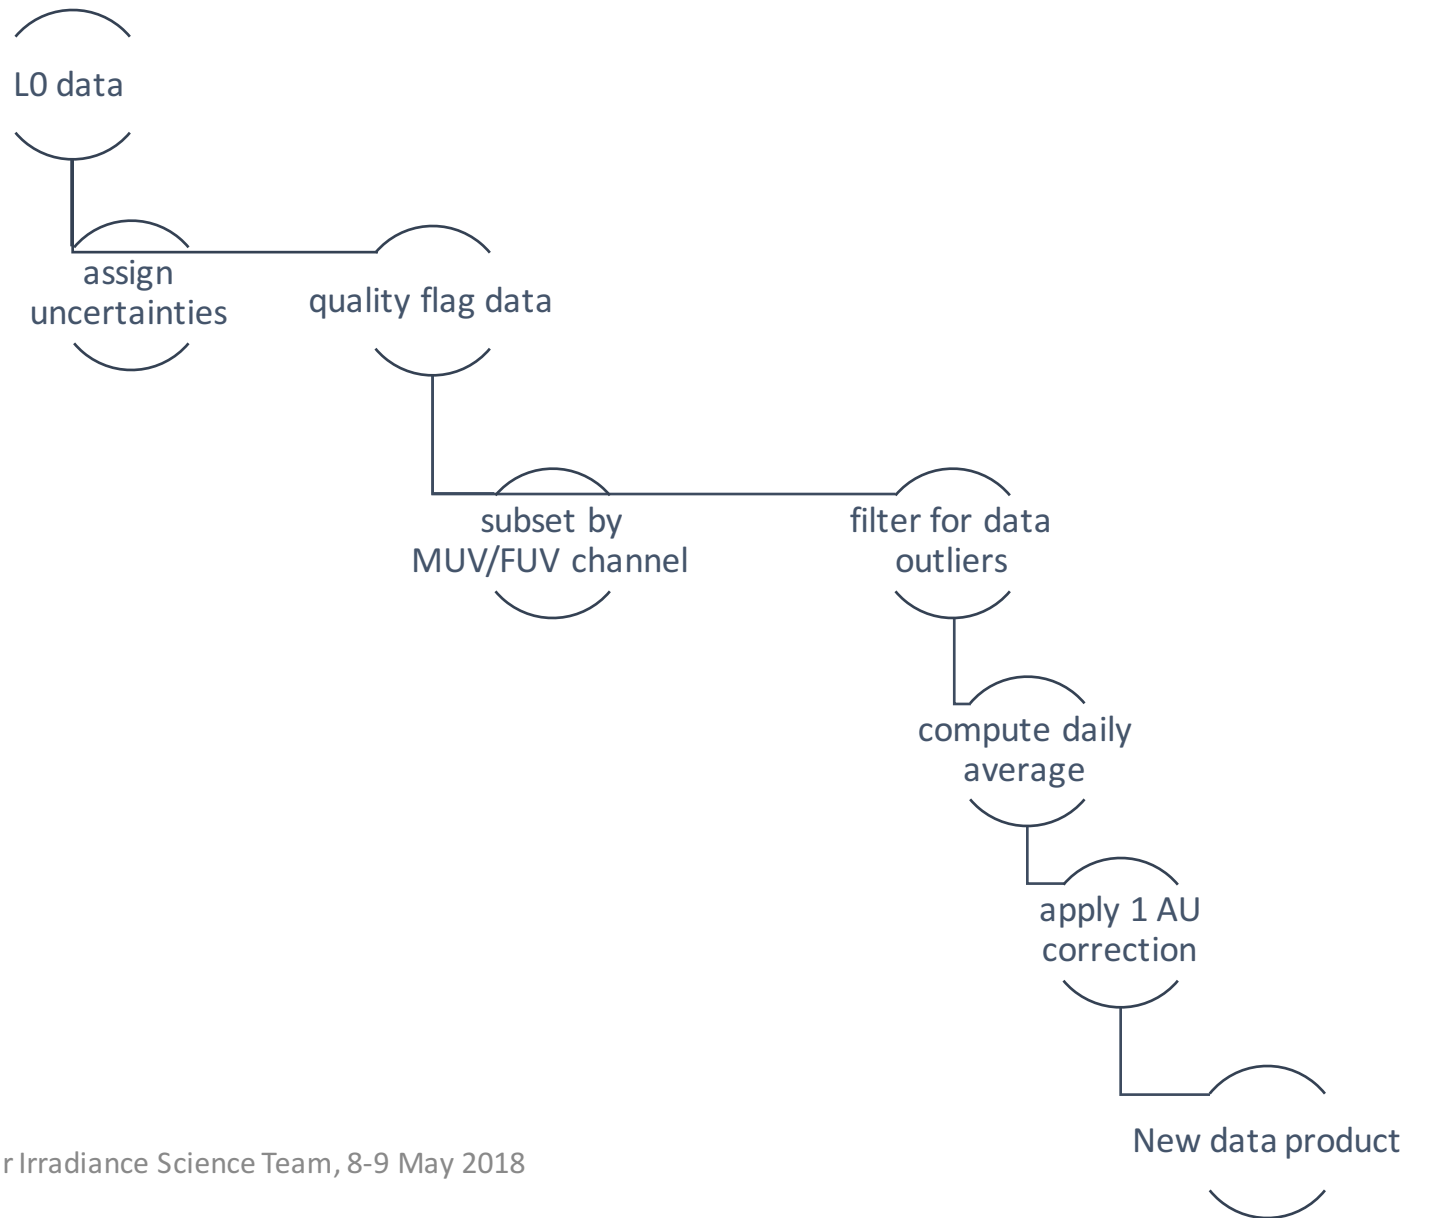 L0 data
assign
uncertainties
quality flag data
subset by
MUV/FUV channel
filter for data
outliers
compute daily
average
apply 1 AU
correction
New data product
r Irradiance Science Team, 8-9 May 2018